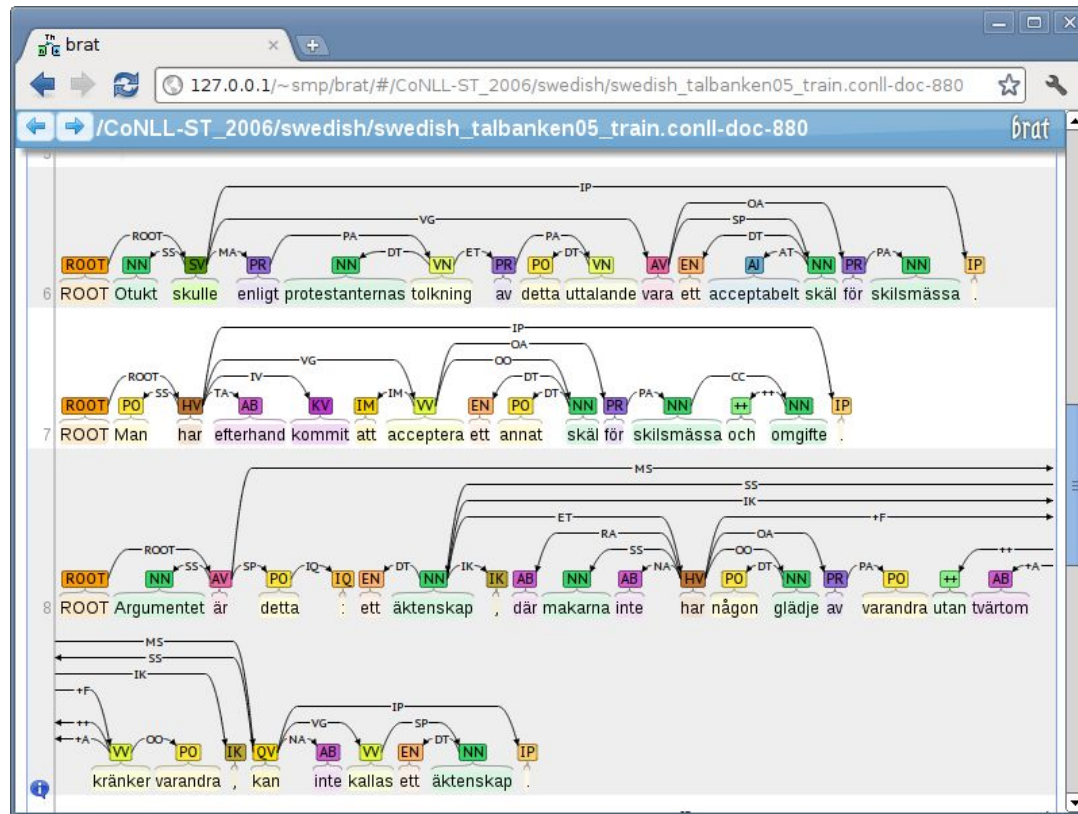 brat
127.0.0.1/~smp/brat/#/CoNLL-ST_2006/swedish/swedish_talbanken05_train.conll-doc-880
/CoNLL-ST_2006/swedish/swedish_talbanken05_train.conll-doc-880 brat
IP
OA
VG SP
ROOT PA PA DT
SS MA DT ET DT AT PA
ROOT NN SV PR NN VN PR PO VN AV EN AJ NN PR NN IP
6 ROOT Otukt skulle enligt protestanternas tolkning av detta uttalande vara ett acceptabelt skäl för skilsmässa .
IP
OA
VG OO
ROOT IV DT CC
SS TA IM DT PA ++
ROOT PO HV AB KV IM VV EN PO NN PR NN ++ NN IP
7 ROOT Man har efterhand kommit att acceptera ett annat skäl för skilsmässa och omgifte .
MS
SS
IK
ET +F
RA OA
ROOT SS OO ++
SS SP IQ DT IK NA DT PA +A
ROOT NN AV PO IQ EN NN IK AB NN AB HV PO NN PR PO ++ AB
8 ROOT Argumentet är detta : ett äktenskap , där makarna inte har någon glädje av varandra utan tvärtom
MS
SS
IK
+F IP
++ VG SP
+A OO NA DT
VV PO IK QV AB VV EN NN IP
kränker varandra , kan inte kallas ett äktenskap .